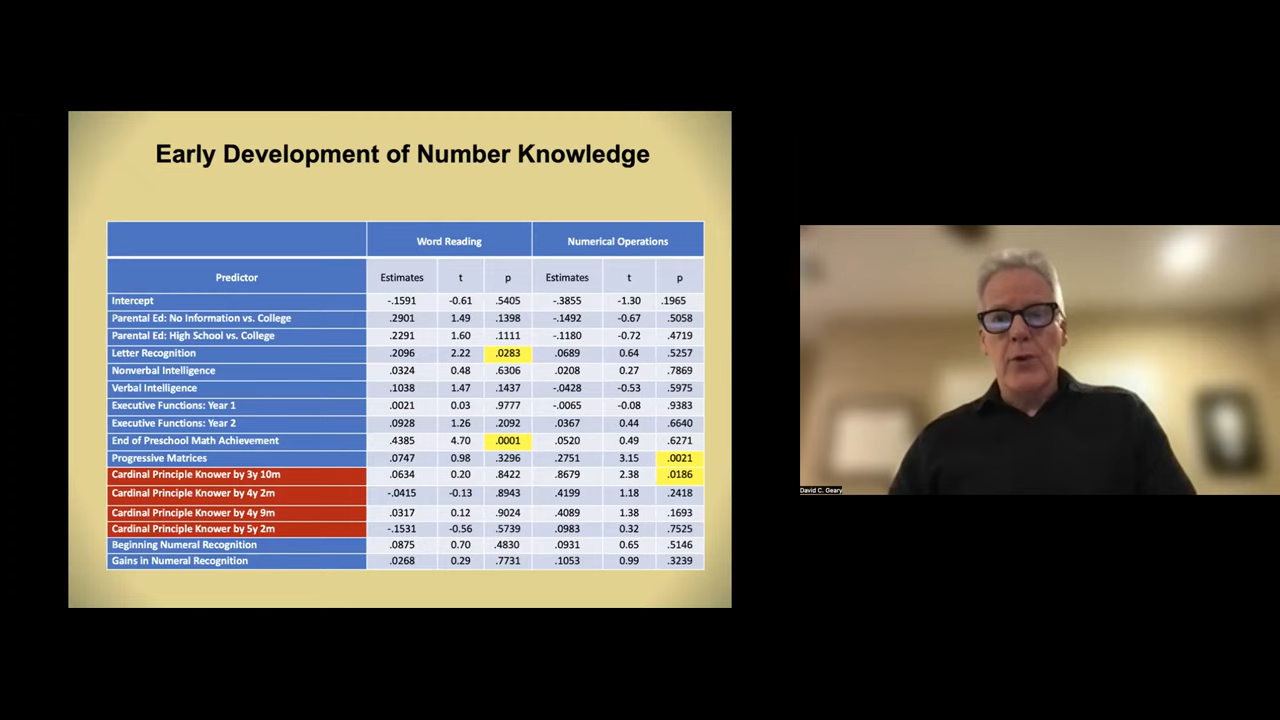 Early Development of Number Knowledge
Word Reading Numerical Operations
Predictor Estimates t p Estimates t p
Intercept -.1591 -0.61 .5405 -.3855 -1.30 .1965
Parental Ed: No Information vs. College .2901 1.49 .1398 -.1492 -0.67 .5058
Parental Ed: High School vs. College .2291 1.60 .1111 -.1180 -0.72 .4719
Letter Recognition .2096 2.22 .0283 .0689 0.64 .5257
Nonverbal Intelligence .0324 0.48 .6306 .0208 0.27 .7869
Verbal Intelligence .1038 1.47 .1437 -.0428 -0.53 .5975
Executive Functions: Year 1 .0021 0.03 .9777 -.0065 -0.08 .9383
Executive Functions: Year 2 .0928 1.26 .2092 .0367 0.44 .6640
End of Preschool Math Achievement .4385 4.70 .0001 .0520 0.49 .6271
Progressive Matrices .0747 0.98 .3296 .2751 3.15 .0021
Cardinal Principle Knower by 3y 10m .0634 0.20 .8422 .8679 2.38 .0186
Cardinal Principle Knower by 4y 2m -.0415 -0.13 .8943 .4199 1.18 .2418
Cardinal Principle Knower by 4y 9m .0317 0.12 .9024 .4089 1.38 .1693
Cardinal Principle Knower by 5y 2m -.1531 -0.56 .5739 .0983 0.32 .7525
Beginning Numeral Recognition .0875 0.70 .4830 .0931 0.65 .5146
Gains in Numeral Recognition .0268 0.29 .7731 .1053 0.99 .3239
David C. Geary